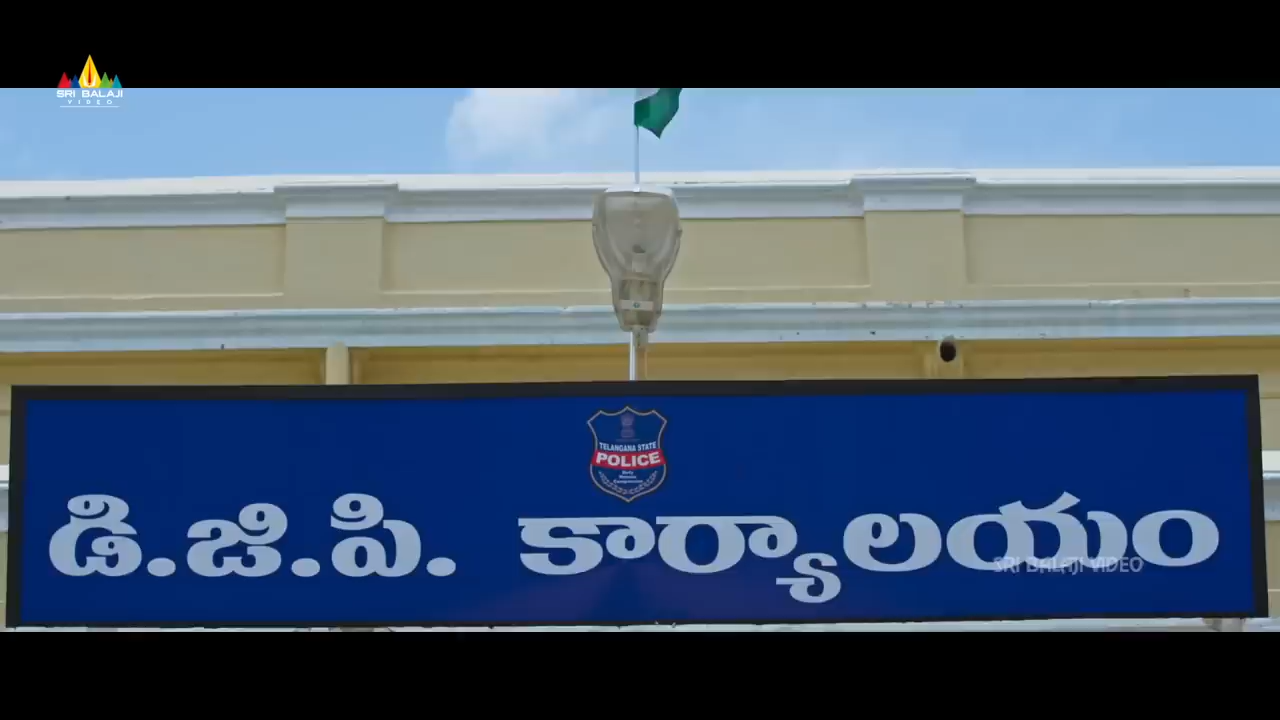 SRI BALAJI
VIDEO
TELANGANA STATE
POLICE
డి.జి.పి. కార్యాలయం
SRI BALAJI VIDEO